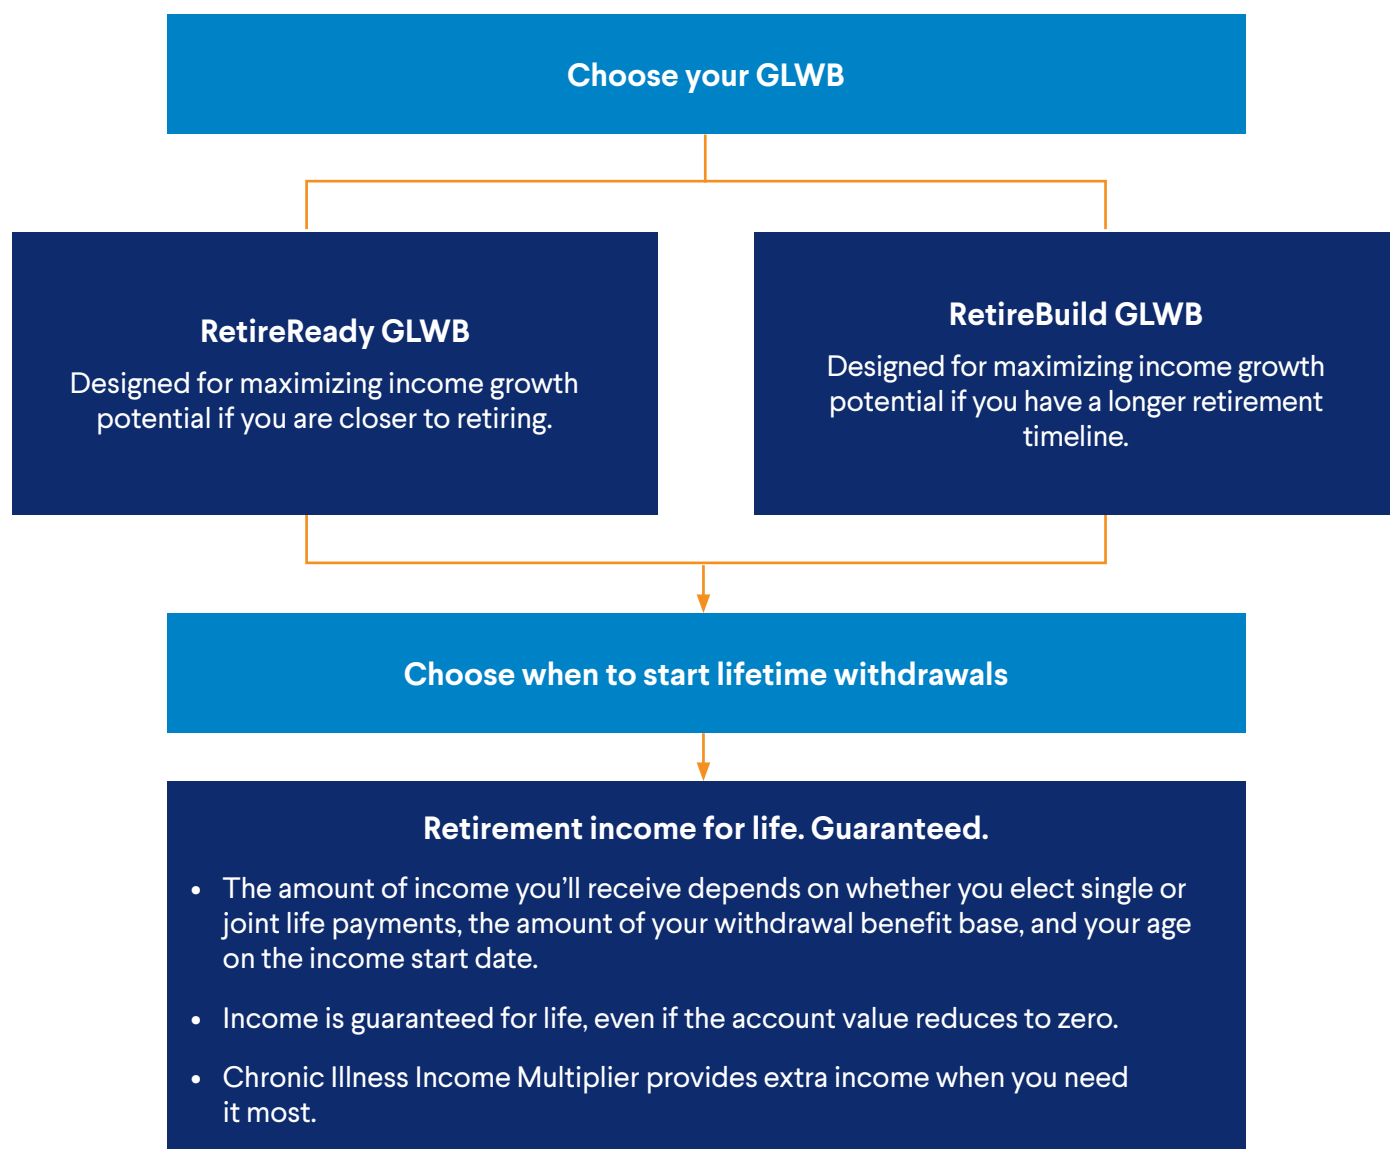 Choose your GLWB
RetireReady GLWB
Designed for maximizing income growth
potential if you are closer to retiring.
RetireBuild GLWB
Designed for maximizing income growth
potential if you have a longer retirement
timeline.
Choose when to start lifetime withdrawals
Retirement income for life. Guaranteed.
• The amount of income you’ll receive depends on whether you elect single or
joint life payments, the amount of your withdrawal benefit base, and your age
on the income start date.
• Income is guaranteed for life, even if the account value reduces to zero.
• Chronic Illness Income Multiplier provides extra income when you need
it most.